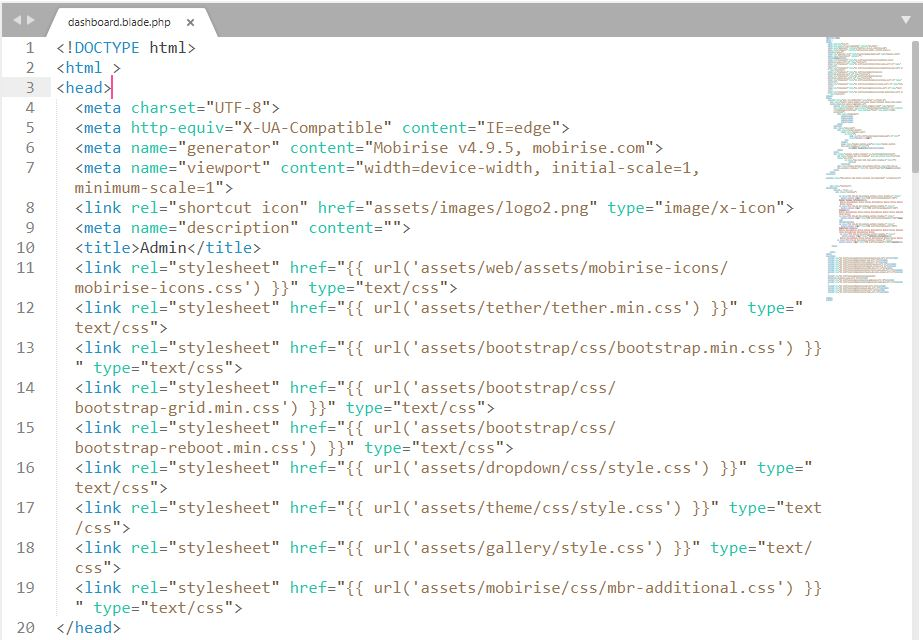 dashboard.blade.php ×
1 <!DOCTYPE html>
2 <html >
3 <head>
4 <meta charset="UTF-8">
5 <meta http-equiv="X-UA-Compatible" content="IE=edge">
6 <meta name="generator" content="Mobirise v4.9.5, mobirise.com">
7 <meta name="viewport" content="width=device-width, initial-scale=1,
minimum-scale=1">
8 <link rel="shortcut icon" href="assets/images/logo2.png" type="image/x-icon">
9 <meta name="description" content="">
10 <title>Admin</title>
11 <link rel="stylesheet" href="{{ url('assets/web/assets/mobirise-icons/
mobirise-icons.css') }}" type="text/css">
12 <link rel="stylesheet" href="{{ url('assets/tether/tether.min.css') }}" type="
text/css">
13 <link rel="stylesheet" href="{{ url('assets/bootstrap/css/bootstrap.min.css') }}
" type="text/css">
14 <link rel="stylesheet" href="{{ url('assets/bootstrap/css/
bootstrap-grid.min.css') }}" type="text/css">
15 <link rel="stylesheet" href="{{ url('assets/bootstrap/css/
bootstrap-reboot.min.css') }}" type="text/css">
16 <link rel="stylesheet" href="{{ url('assets/dropdown/css/style.css') }}" type="
text/css">
17 <link rel="stylesheet" href="{{ url('assets/theme/css/style.css') }}" type="text
/css">
18 <link rel="stylesheet" href="{{ url('assets/gallery/style.css') }}" type="text/
css">
19 <link rel="stylesheet" href="{{ url('assets/mobirise/css/mbr-additional.css') }}
" type="text/css">
20 </head>